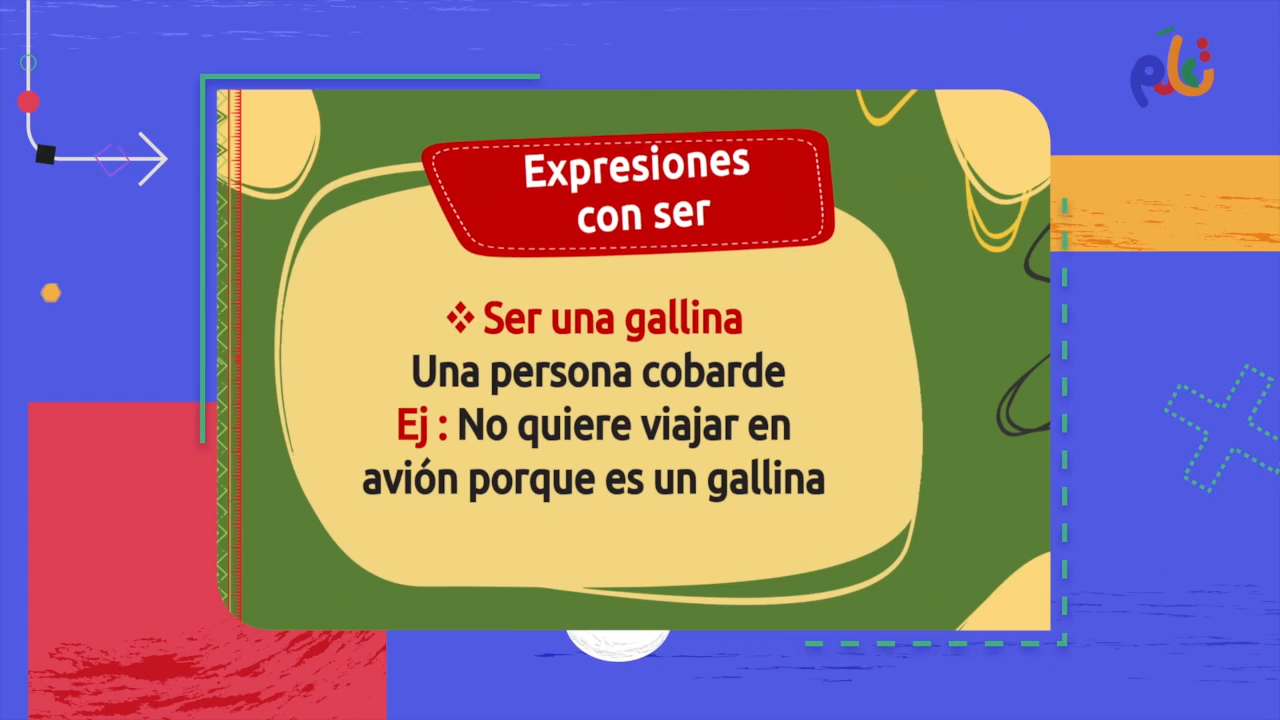 Expresiones
con ser
❖ Ser una gallina
Una persona cobarde
Ej : No quiere viajar en
avión porque es un gallina